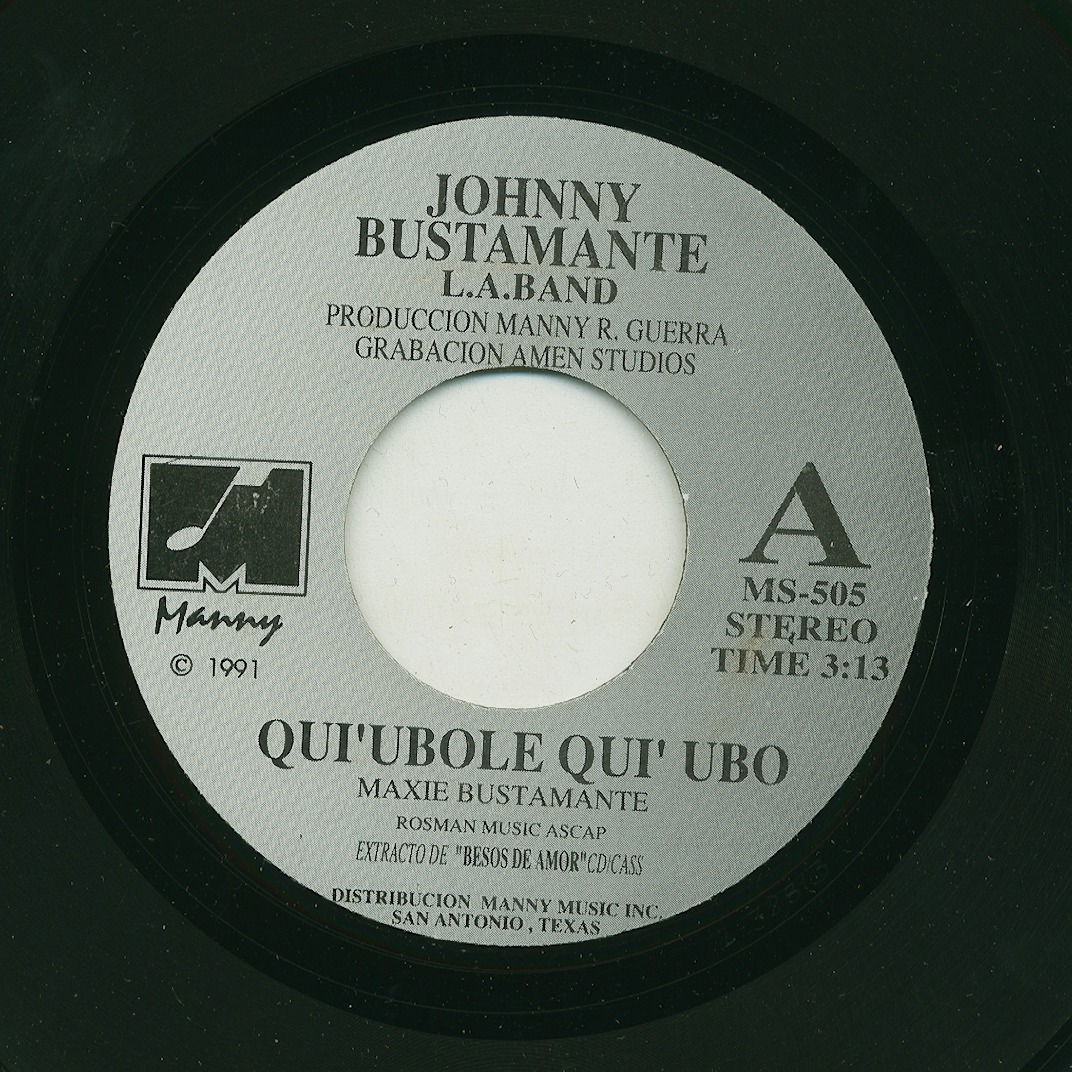 JOHNNY
BUSTAMANTE
L.A.BAND
PRODUCCION MANNY R. GUERRA
GRABACION AMEN STUDIOS
Manny
© 1991
A
MS-505
STEREO
TIME 3:13
QUI'UBOLE QUI' UBO
MAXIE BUSTAMANTE
ROSMAN MUSIC ASCAP
EXTRACTO DE "BESOS DE AMOR" CD/CASS
DISTRIBUCION MANNY MUSIC INC.
SAN ANTONIO , TEXAS